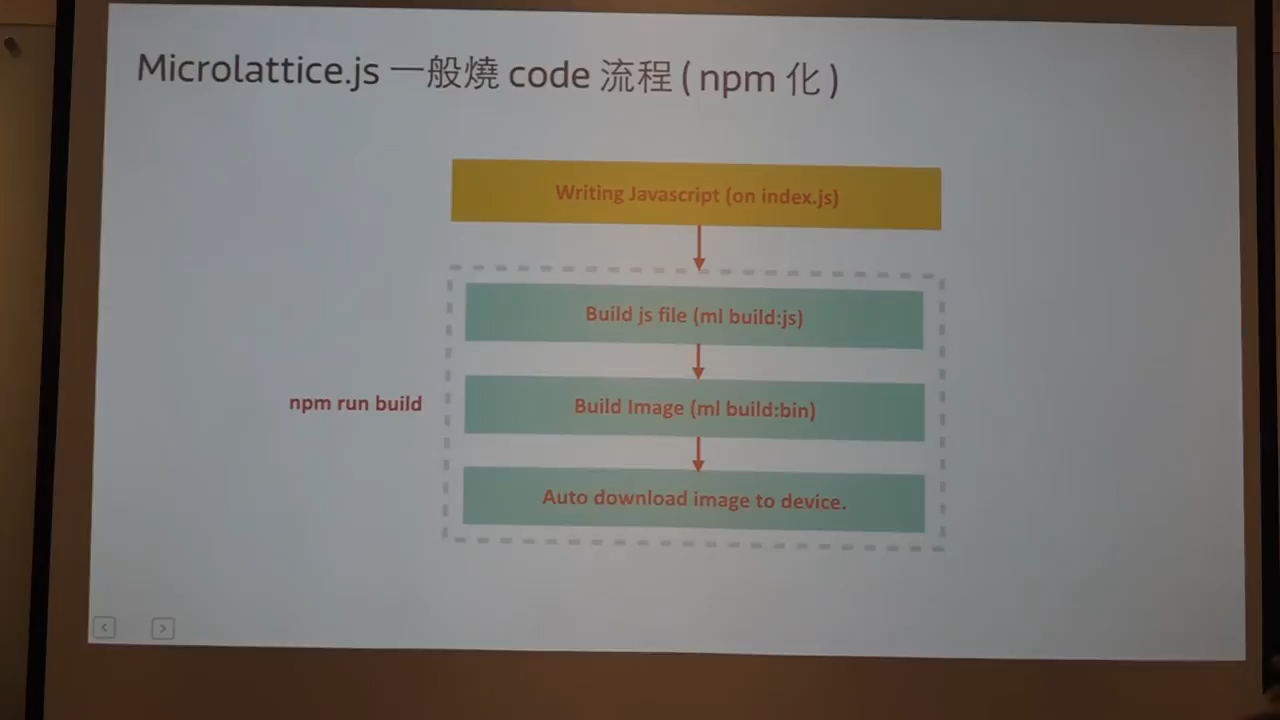 Microlattice.js 一般燒 code 流程 ( npm 化 )
Writing Javascript (on index.js)
Build js file (ml build:js)
npm run build
Build Image (ml build:bin)
Auto download image to device.